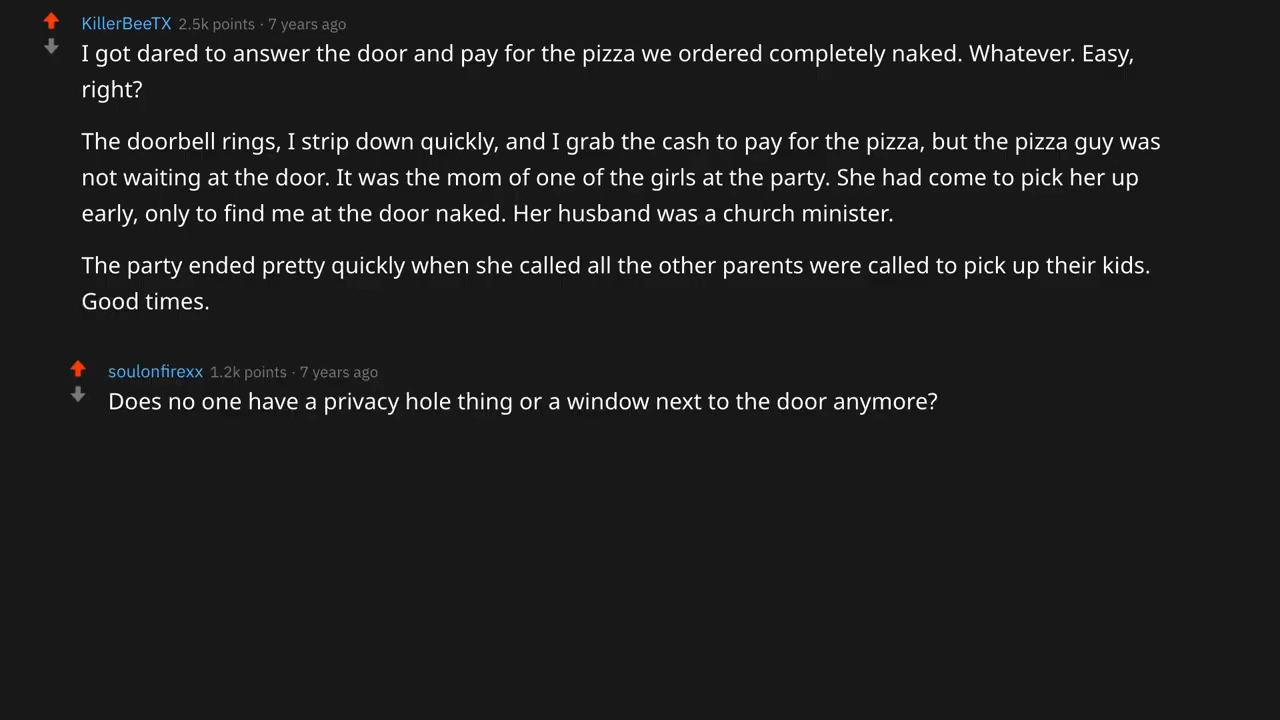 KillerBeeTX 2.5k points · 7 years ago
I got dared to answer the door and pay for the pizza we ordered completely naked. Whatever. Easy,
right?
The doorbell rings, I strip down quickly, and I grab the cash to pay for the pizza, but the pizza guy was
not waiting at the door. It was the mom of one of the girls at the party. She had come to pick her up
early, only to find me at the door naked. Her husband was a church minister.
The party ended pretty quickly when she called all the other parents were called to pick up their kids.
Good times.
soulonfirexx 1.2k points · 7 years ago
Does no one have a privacy hole thing or a window next to the door anymore?